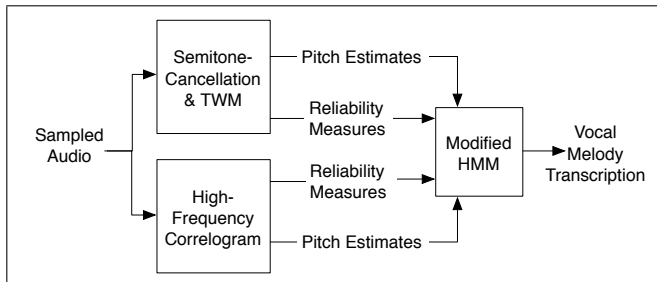 Sampled
Audio
Semitone-
Cancellation
& TWM
Pitch Estimates
Reliability
Measures
High-
Frequency
Correlogram
Reliability
Measures
Pitch Estimates
Modified
HMM
Vocal
Melody
Transcription